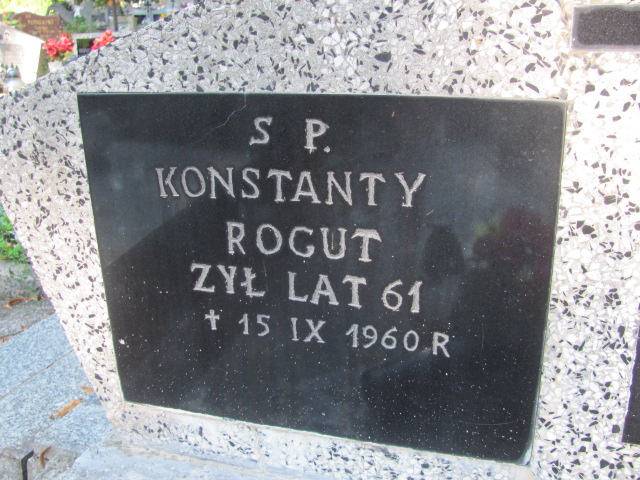 S P.
KONSTANTY
ROGUT
ZYŁ LAT 61
✝ 15 IX 1960 R